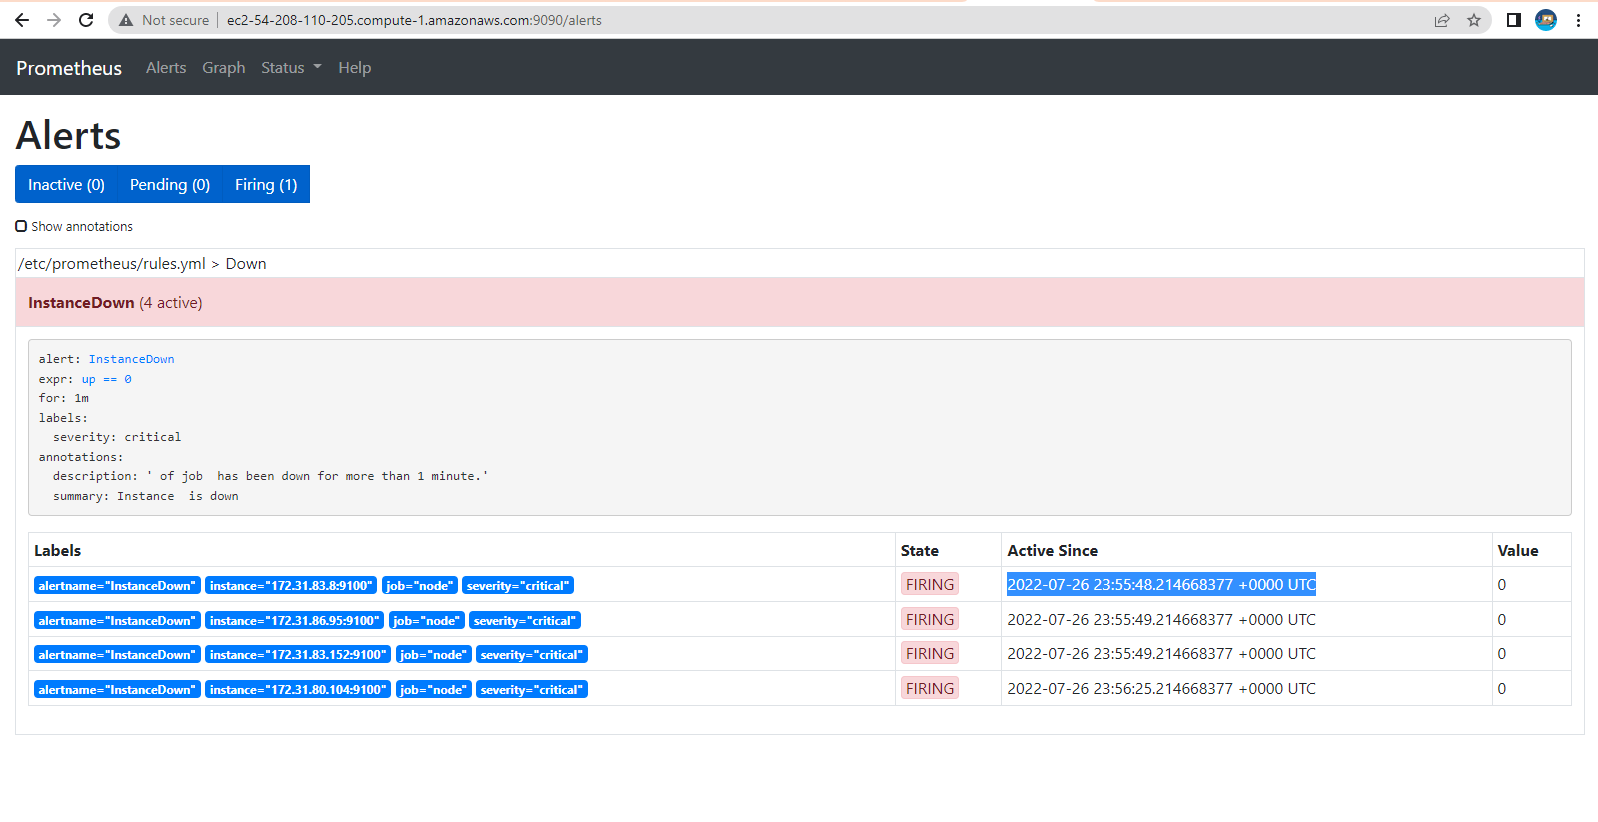 Not secure ec2-54-208-110-205.compute-1.amazonaws.com:9090/alerts
Prometheus Alerts Graph Status Help
Alerts
Inactive (0) Pending (0) Firing (1)
Show annotations
/etc/prometheus/rules.yml > Down
InstanceDown (4 active)
alert: InstanceDown
expr: up == 0
for: 1m
labels:
  severity: critical
annotations:
  description: ' of job  has been down for more than 1 minute.'
  summary: Instance  is down
Labels State Active Since Value
alertname="InstanceDown" instance="172.31.83.8:9100" job="node" severity="critical" FIRING 2022-07-26 23:55:48.214668377 +0000 UTC 0
alertname="InstanceDown" instance="172.31.86.95:9100" job="node" severity="critical" FIRING 2022-07-26 23:55:49.214668377 +0000 UTC 0
alertname="InstanceDown" instance="172.31.83.152:9100" job="node" severity="critical" FIRING 2022-07-26 23:55:49.214668377 +0000 UTC 0
alertname="InstanceDown" instance="172.31.80.104:9100" job="node" severity="critical" FIRING 2022-07-26 23:56:25.214668377 +0000 UTC 0